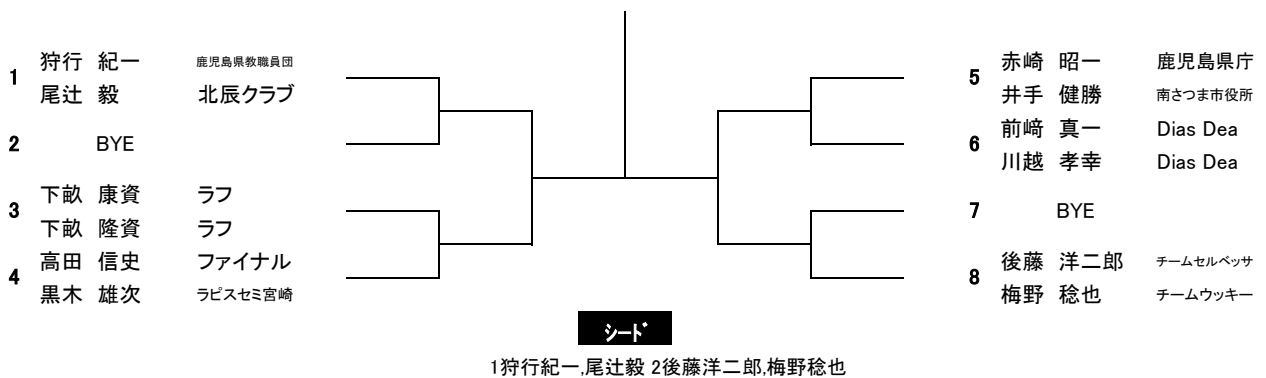 1
狩行 紀一 鹿児島県教職員団
尾辻 毅 北辰クラブ
2 BYE
3
下畝 康資 ラフ
下畝 隆資 ラフ
4
高田 信史 ファイナル
黒木 雄次 ラピスセミ宮崎
5
赤崎 昭一 鹿児島県庁
井手 健勝 南さつま市役所
6
前﨑 真一 Dias Dea
川越 孝幸 Dias Dea
7 BYE
8
後藤 洋二郎 チームセルベッサ
梅野 稔也 チームウッキー
シード
1狩行紀一,尾辻毅 2後藤洋二郎,梅野稔也